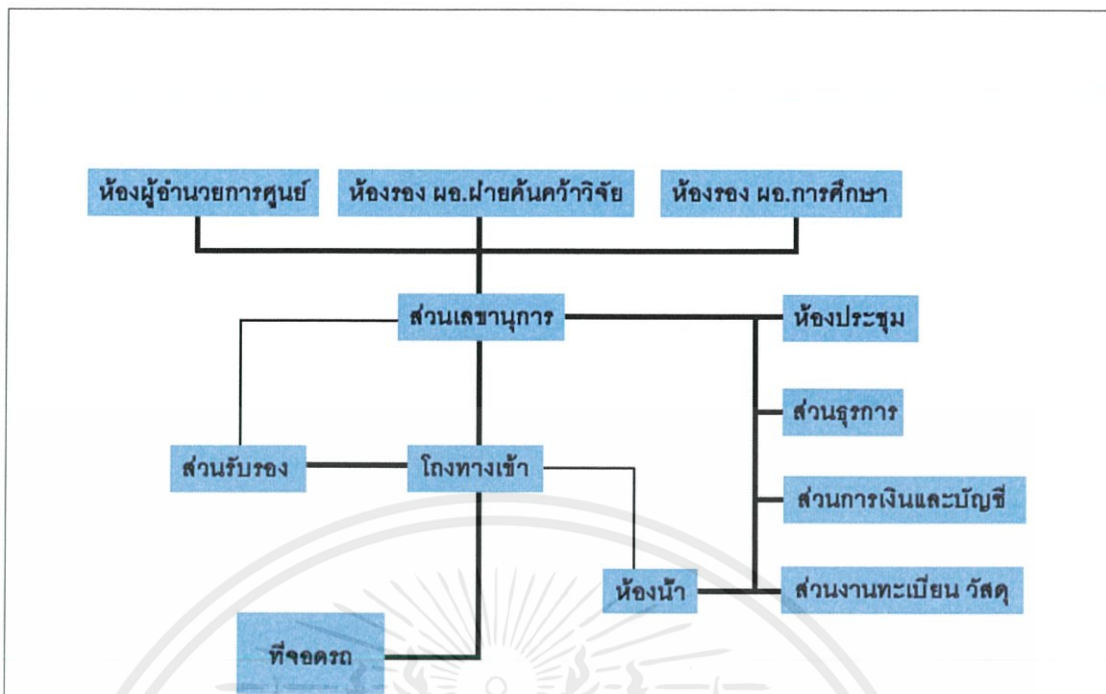 ห้องผู้อำนวยการศูนย์
ห้องรอง ผอ.ฝ่ายค้นคว้าวิจัย
ห้องรอง ผอ.การศึกษา
ส่วนเลขานุการ
ห้องประชุม
ส่วนธุรการ
ส่วนรับรอง
โถงทางเข้า
ส่วนการเงินและบัญชี
ห้องน้ำ
ส่วนงานทะเบียน วัสดุ
ที่จอดรถ